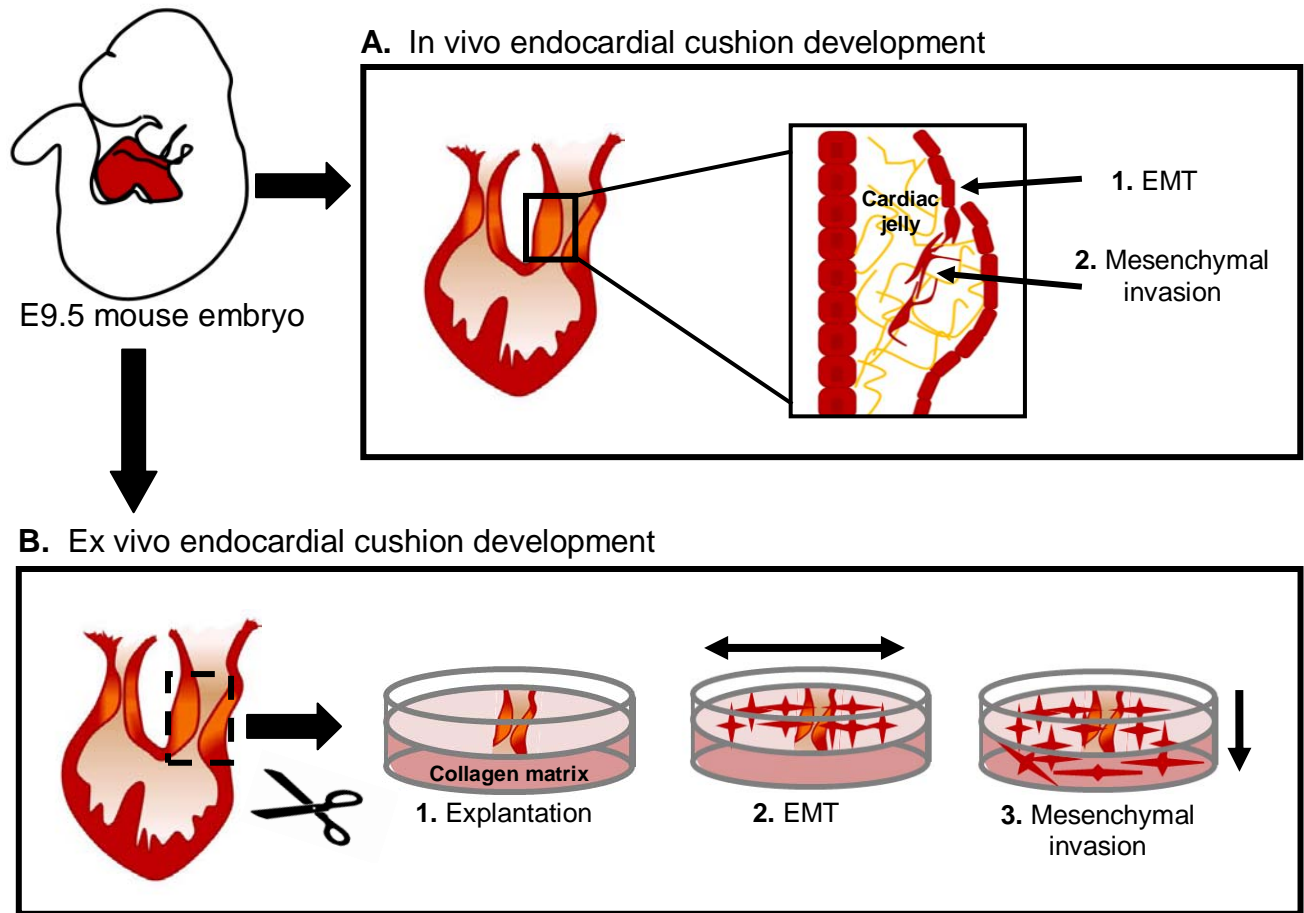 A. In vivo endocardial cushion development
Cardiac
jelly
1. EMT
2. Mesenchymal
invasion
E9.5 mouse embryo
B. Ex vivo endocardial cushion development
Collagen matrix
1. Explantation
2. EMT
3. Mesenchymal
invasion